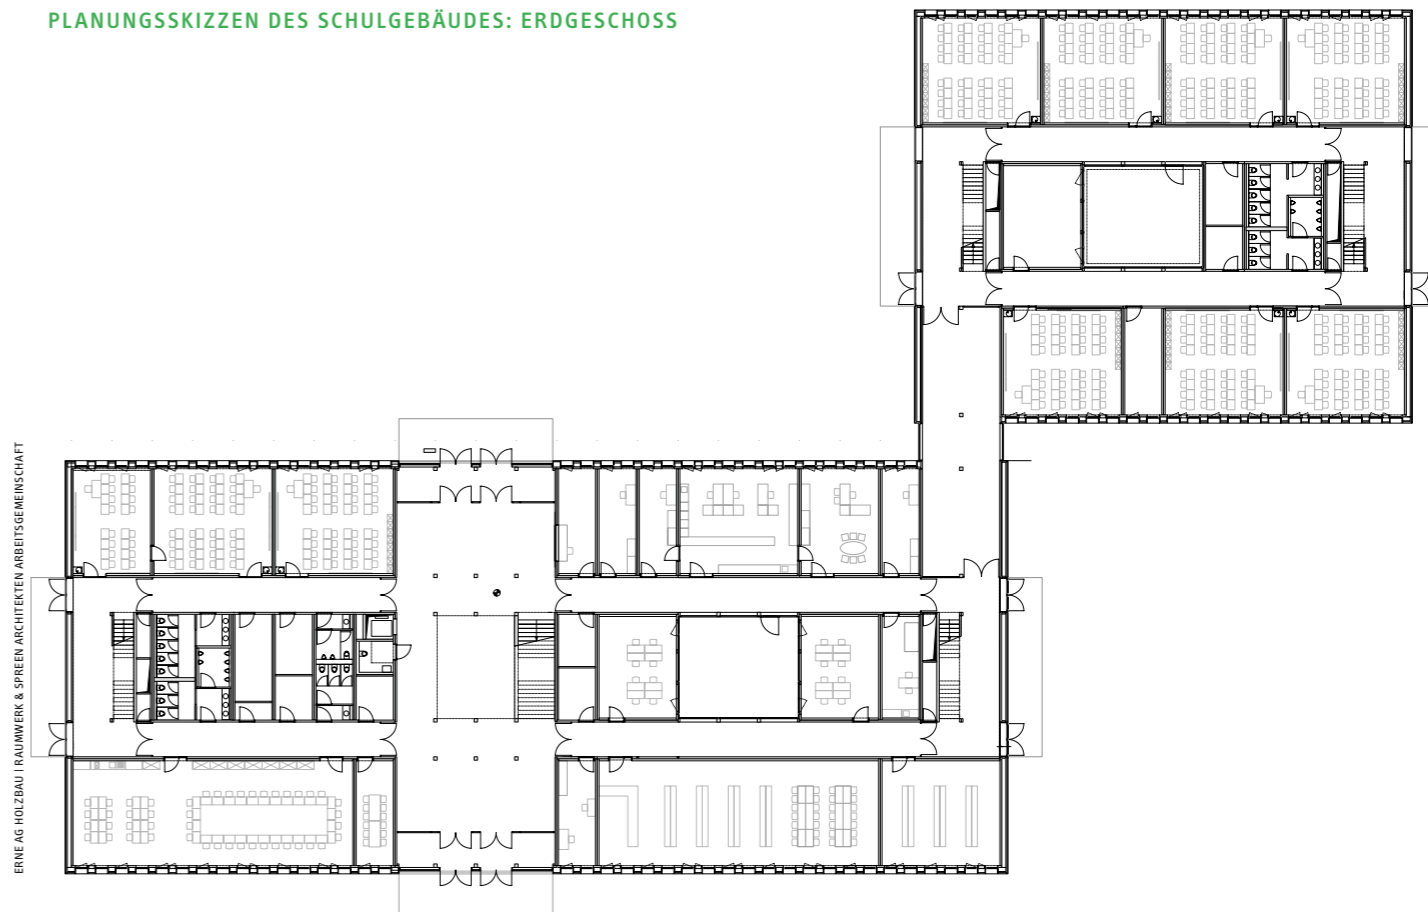 PLANUNGSSKIZZEN DES SCHULGEBÄUDES: ERDGESCHOSS
ERNE AG HOLZBAU | RAUMWERK & SPREEN ARCHITEKTEN ARBEITSGEMEINSCHAFT